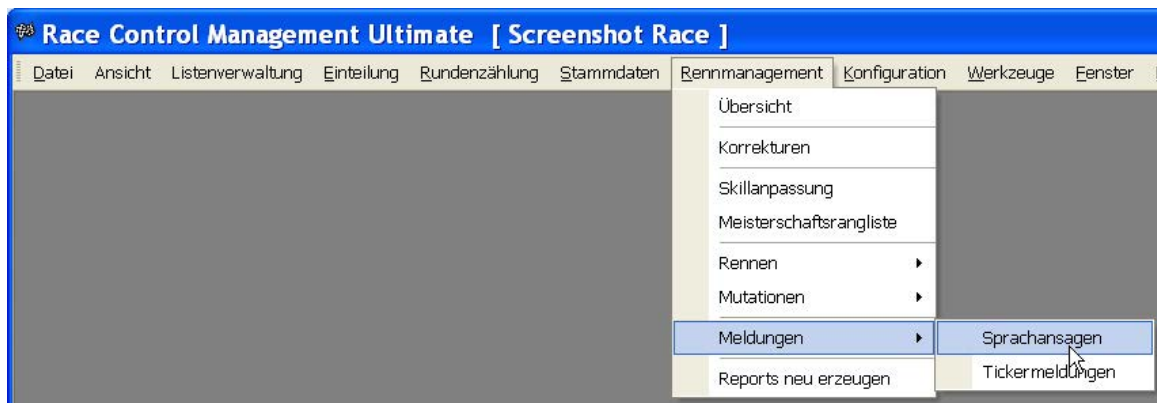 Race Control Management Ultimate [ Screenshot Race ]
Datei Ansicht Listenverwaltung Einteilung Rundenzählung Stammdaten Rennmanagement Konfiguration Werkzeuge Fenster
Übersicht
Korrekturen
Skillanpassung
Meisterschaftsrangliste
Rennen
Mutationen
Meldungen Sprachansagen
Tickermeldungen
Reports neu erzeugen